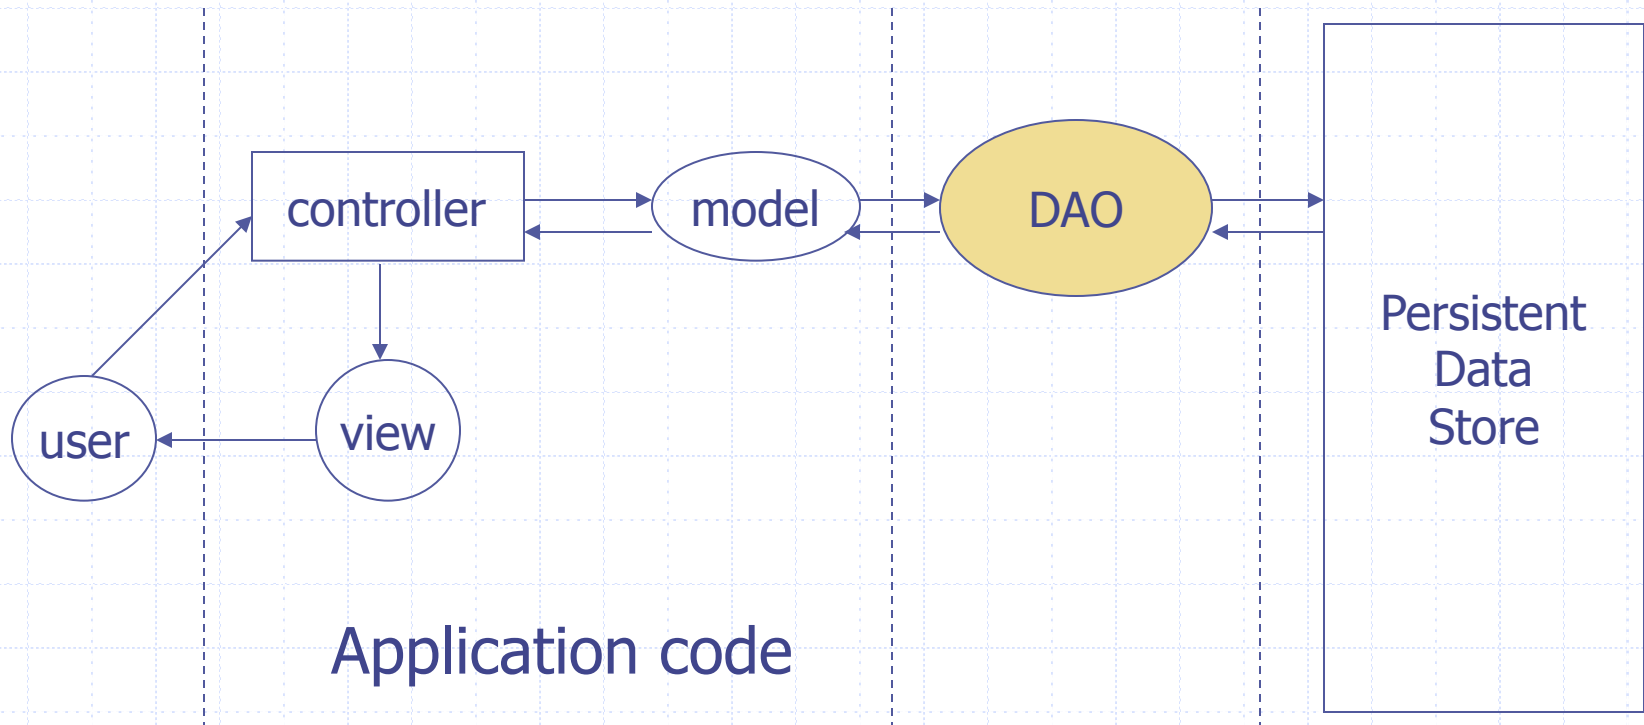 controller
model
DAO
Persistent
Data
Store
user
view
Application code